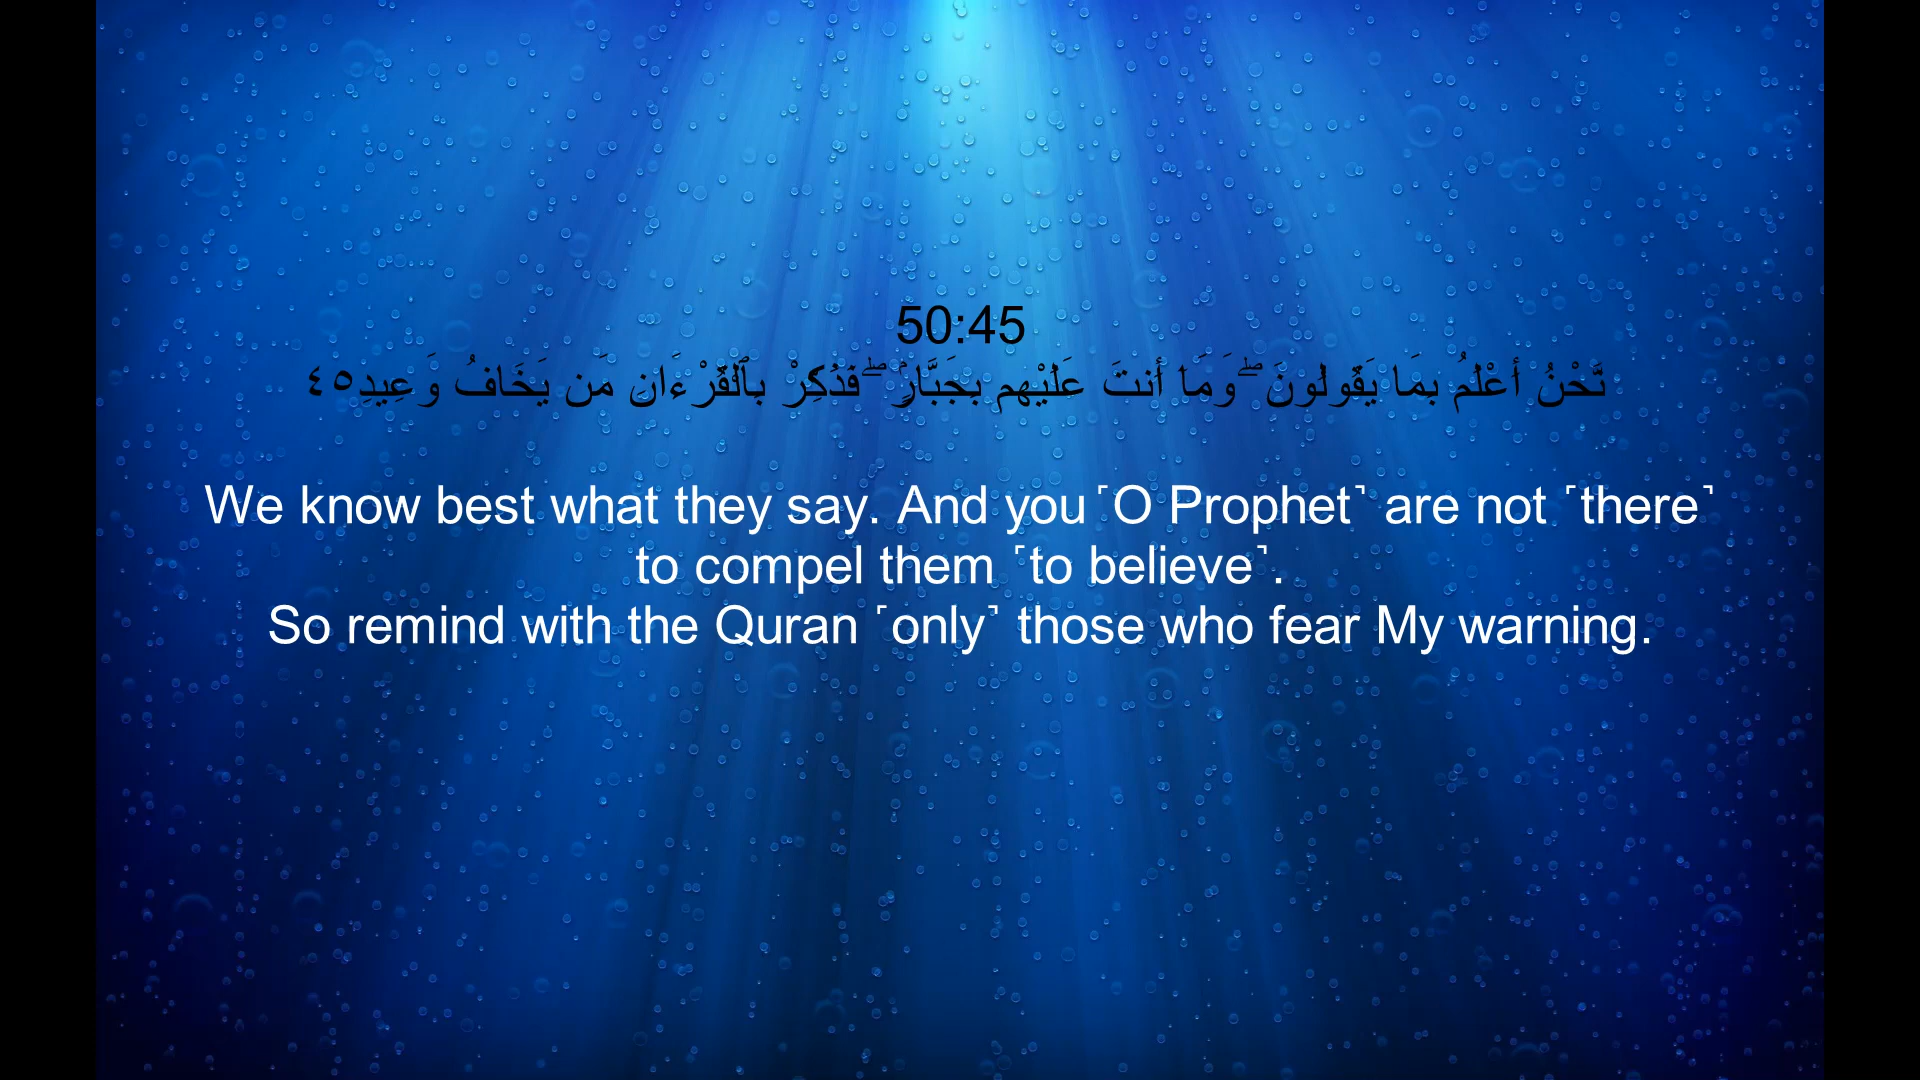 50:45
نَّحْنُ أَعْلَمُ بِمَا يَقُولُونَ ۖ وَمَآ أَنتَ عَلَيْهِم بِجَبَّارٍۢ ۖ فَذَكِّرْ بِٱلْقُرْءَانِ مَن يَخَافُ وَعِيدِ٤٥
We know best what they say. And you ˹O Prophet˺ are not ˹there˺
to compel them ˹to believe˺.
So remind with the Quran ˹only˺ those who fear My warning.